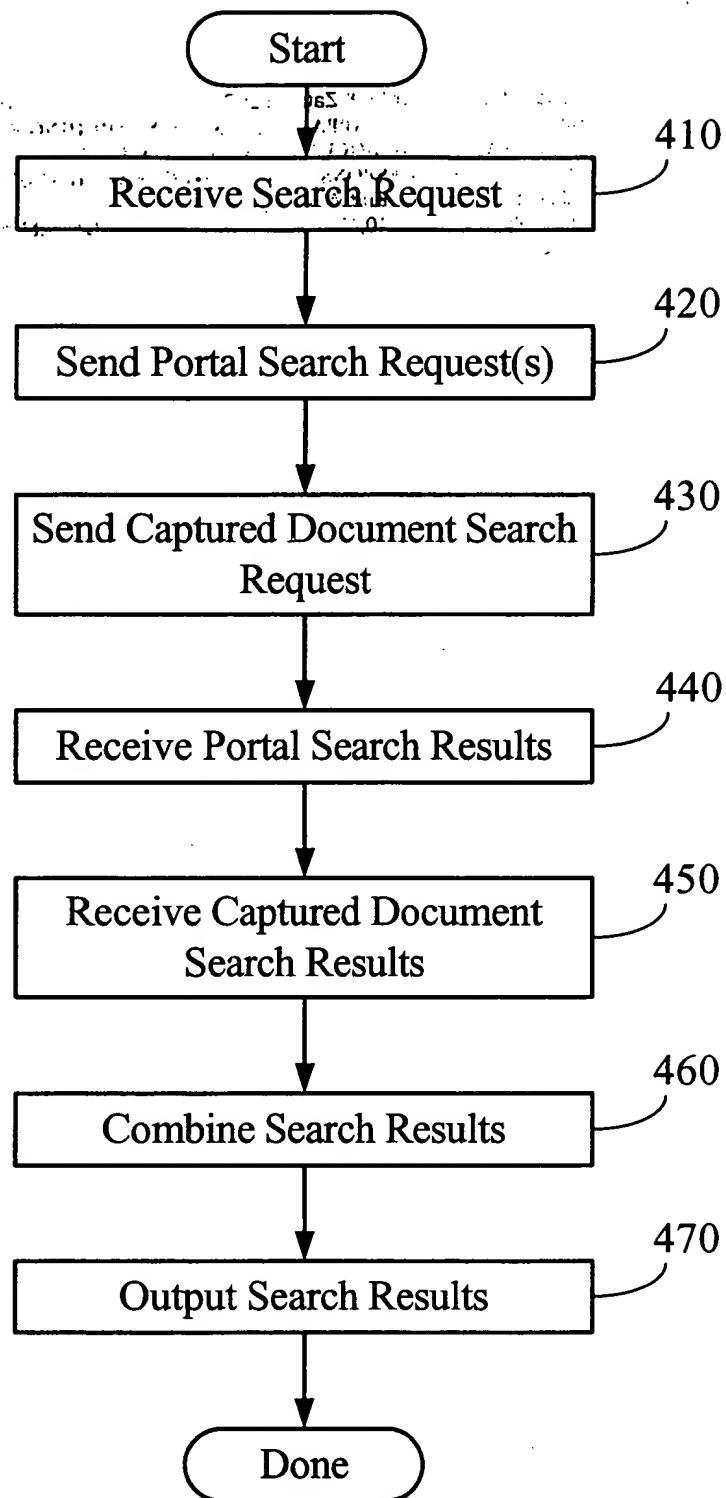 Start
410
Receive Search Request
420
Send Portal Search Request(s)
430
Send Captured Document Search
Request
440
Receive Portal Search Results
450
Receive Captured Document
Search Results
460
Combine Search Results
470
Output Search Results
Done